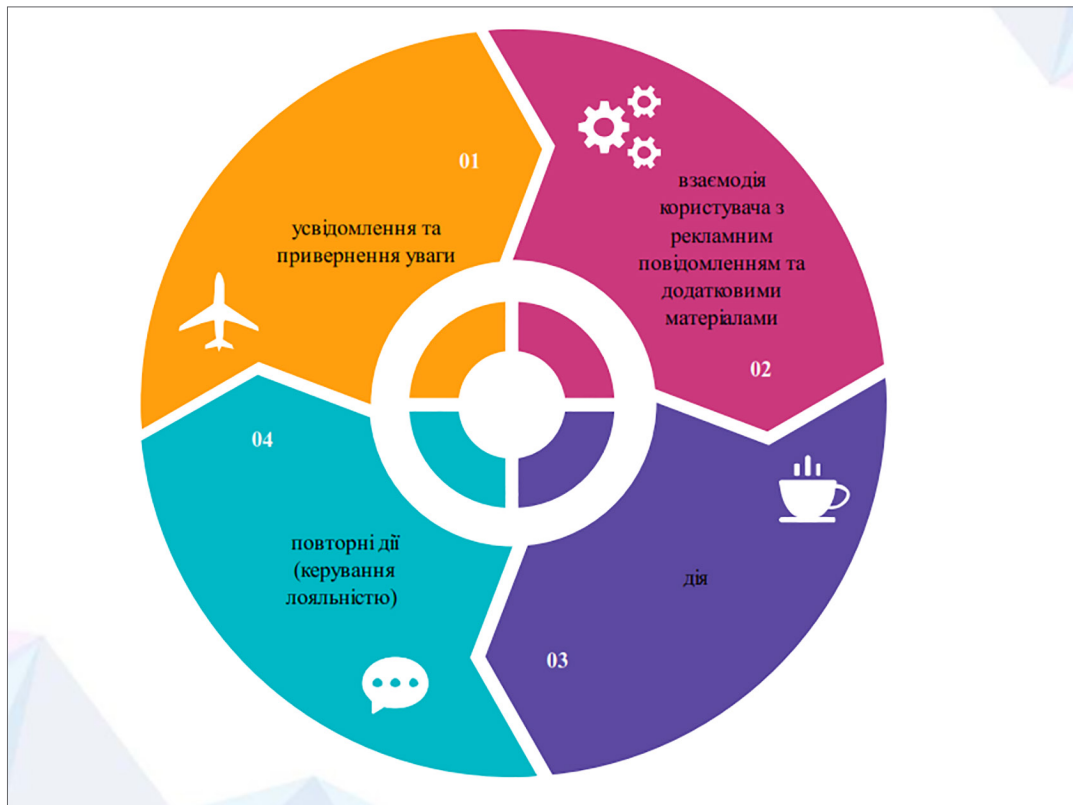 01
усвідомлення та
привернення уваги
взаємодія
користувача з
рекламним
повідомленням та
додатковими
матеріалами
02
дія
03
04
повторні дії
(керування
лояльністю)